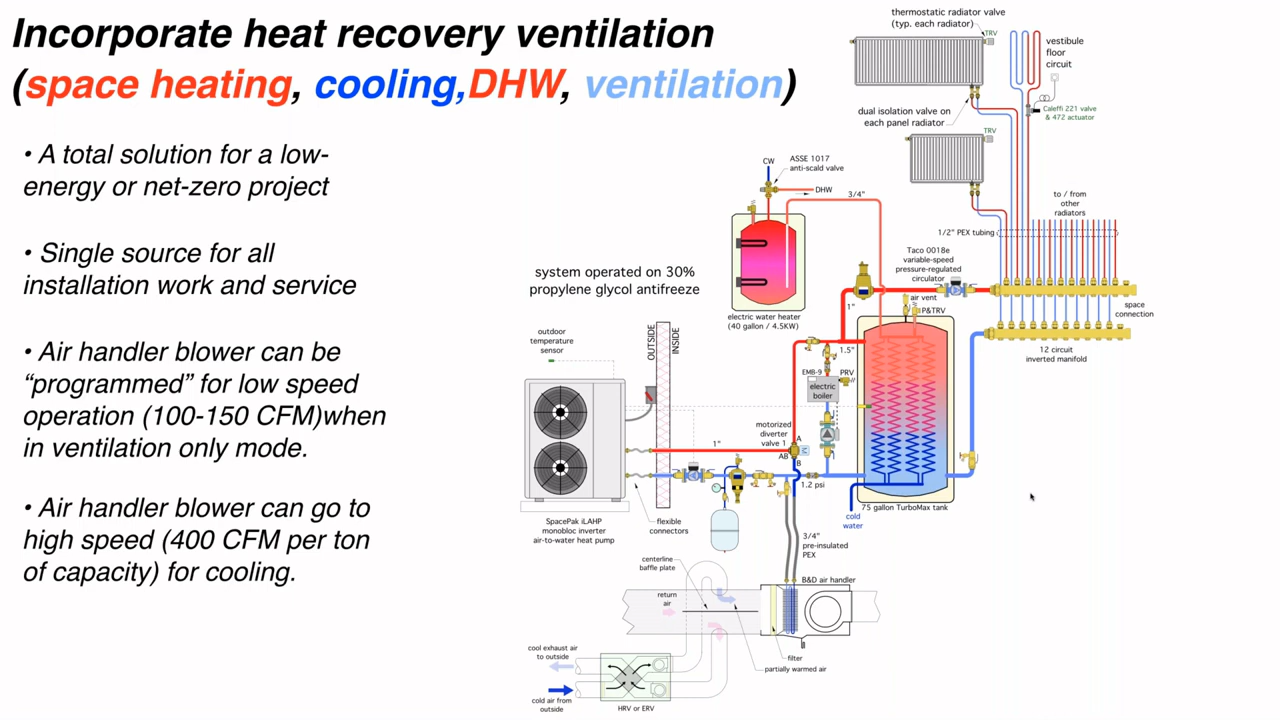 Incorporate heat recovery ventilation
(space heating, cooling,DHW, ventilation)
• A total solution for a low-
energy or net-zero project
• Single source for all
installation work and service
• Air handler blower can be
“programmed” for low speed
operation (100-150 CFM)when
in ventilation only mode.
• Air handler blower can go to
high speed (400 CFM per ton
of capacity) for cooling.
thermostatic radiator valve
(typ. each radiator)
TRV
vestibule
floor
circuit
dual isolation valve on
each panel radiator
Caleffi 221 valve
& 472 actuator
TRV
CW
ASSE 1017
anti-scald valve
DHW
3/4"
to / from
other
radiators
1/2" PEX tubing
system operated on 30%
propylene glycol antifreeze
Taco 0018e
variable-speed
pressure-regulated
circulator
air vent
P&TRV
1"
space
connection
electric water heater
(40 gallon / 4.5KW)
12 circuit
inverted manifold
outdoor
temperature
sensor
OUTSIDE
INSIDE
1.5"
EMB-9
PRV
electric
boiler
motorized
diverter
valve 1
A
AB
B
1"
1.2 psi
75 gallon TurboMax tank
cold
water
SpacePak iLAHP
monobloc inverter
air-to-water heat pump
flexible
connectors
3/4"
pre-insulated
PEX
centerline
baffle plate
B&D air handler
return
air
filter
partially warmed air
cool exhaust air
to outside
cold air from
outside
HRV or ERV